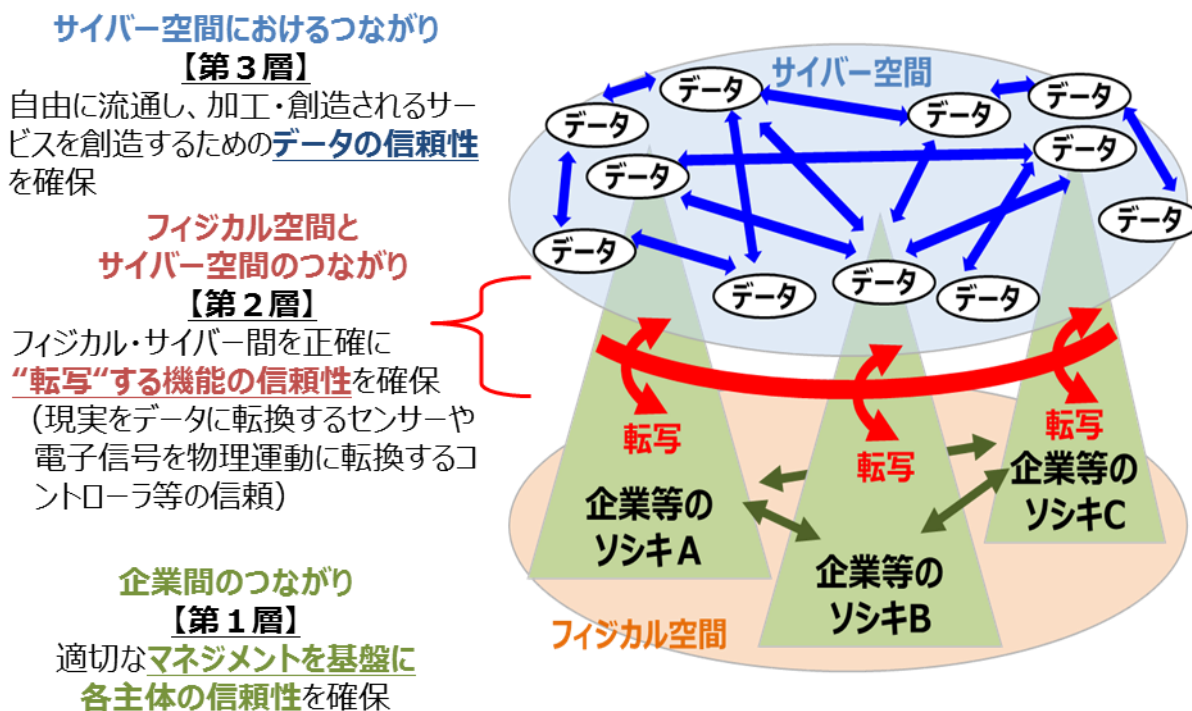 サイバー空間におけるつながり
【第３層】
自由に流通し、加工・創造されるサー
ビスを創造するためのデータの信頼性
を確保
フィジカル空間と
サイバー空間のつながり
【第２層】
フィジカル・サイバー間を正確に
“転写“する機能の信頼性を確保
（現実をデータに転換するセンサーや
電子信号を物理運動に転換するコ
ントローラ等の信頼）
企業間のつながり
【第１層】
適切なマネジメントを基盤に
各主体の信頼性を確保
サイバー空間
データ
データ
データ
データ
データ
データ
データ
データ
データ
データ
データ
転写
転写
転写
企業等の
ソシキA
企業等の
ソシキB
企業等の
ソシキC
フィジカル空間